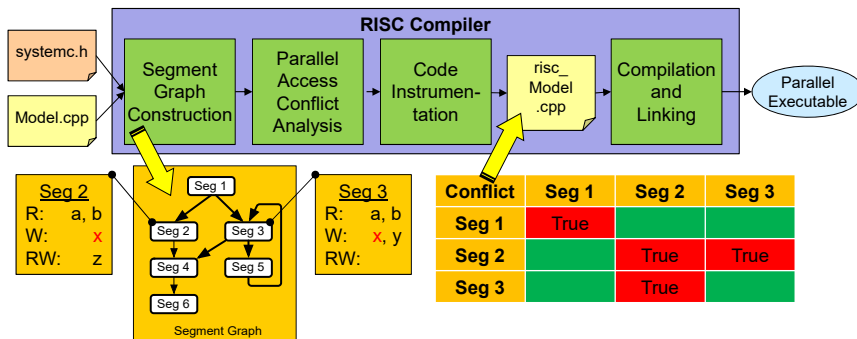 RISC Compiler
systemc.h
Model.cpp
Segment
Graph
Construction
Parallel
Access
Conflict
Analysis
Code
Instrumen-
tation
risc_
Model
.cpp
Compilation
and
Linking
Parallel
Executable
Seg 2
R: a, b
W: x
RW: z
Seg 1
Seg 2
Seg 3
Seg 4
Seg 5
Seg 6
Segment Graph
Seg 3
R: a, b
W: x, y
RW:
Conflict Seg 1 Seg 2 Seg 3
Seg 1 True
Seg 2 True True
Seg 3 True